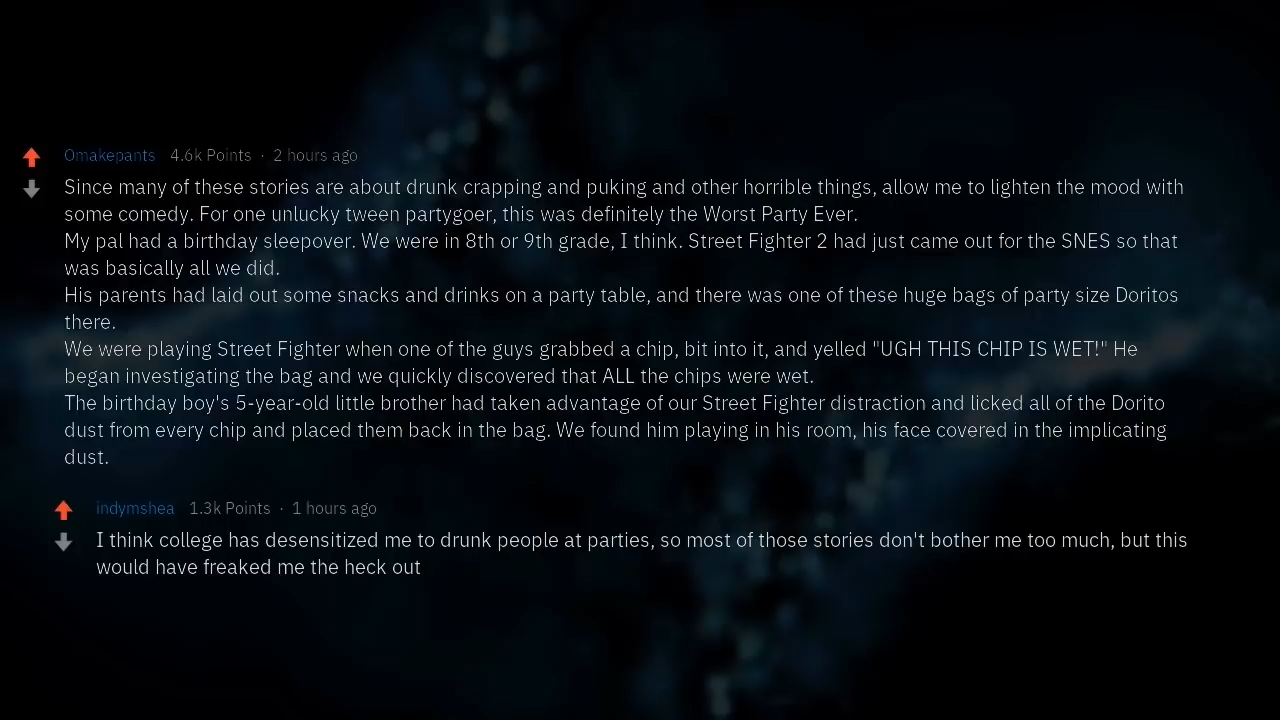 Omakepants 4.6k Points · 2 hours ago
Since many of these stories are about drunk crapping and puking and other horrible things, allow me to lighten the mood with
some comedy. For one unlucky tween partygoer, this was definitely the Worst Party Ever.
My pal had a birthday sleepover. We were in 8th or 9th grade, I think. Street Fighter 2 had just came out for the SNES so that
was basically all we did.
His parents had laid out some snacks and drinks on a party table, and there was one of these huge bags of party size Doritos
there.
We were playing Street Fighter when one of the guys grabbed a chip, bit into it, and yelled "UGH THIS CHIP IS WET!" He
began investigating the bag and we quickly discovered that ALL the chips were wet.
The birthday boy's 5-year-old little brother had taken advantage of our Street Fighter distraction and licked all of the Dorito
dust from every chip and placed them back in the bag. We found him playing in his room, his face covered in the implicating
dust.
indymshea 1.3k Points · 1 hours ago
I think college has desensitized me to drunk people at parties, so most of those stories don't bother me too much, but this
would have freaked me the heck out